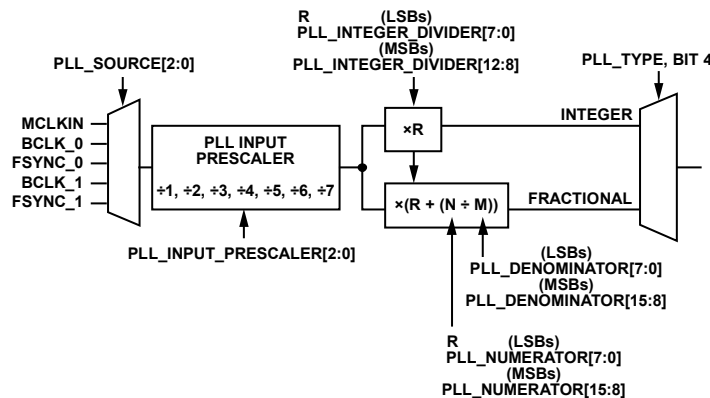 R (LSBs)
PLL_INTEGER_DIVIDER[7:0]
(MSBs)
PLL_INTEGER_DIVIDER[12:8]
PLL_SOURCE[2:0]
PLL_TYPE, BIT 4
MCLKIN
BCLK_0
FSYNC_0
BCLK_1
FSYNC_1
PLL INPUT
PRESCALER
÷1, ÷2, ÷3, ÷4, ÷5, ÷6, ÷7
PLL_INPUT_PRESCALER[2:0]
×R
INTEGER
×(R + (N ÷ M))
FRACTIONAL
(LSBs)
PLL_DENOMINATOR[7:0]
(MSBs)
PLL_DENOMINATOR[15:8]
R (LSBs)
PLL_NUMERATOR[7:0]
(MSBs)
PLL_NUMERATOR[15:8]